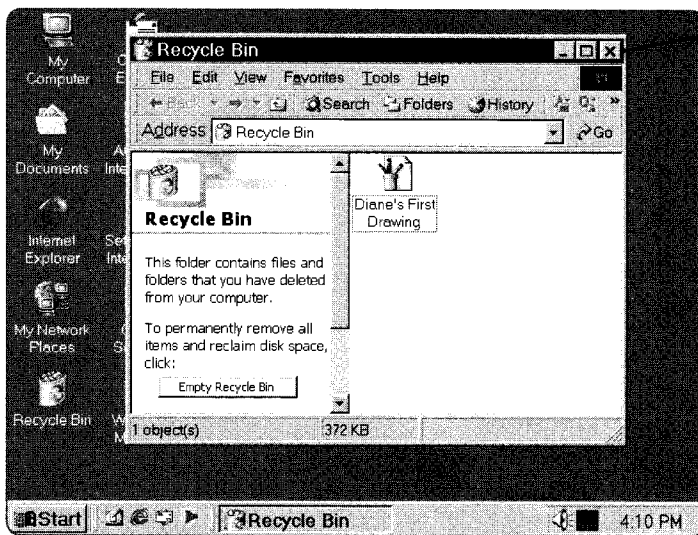 My
Computer
My
Documents
Internet
Explorer
My Network
Places
Recycle Bin
Recycle Bin
File Edit View Favorites Tools Help
Search Folders History »
Address Recycle Bin Go
Recycle Bin
This folder contains files and
folders that you have deleted
from your computer.
To permanently remove all
items and reclaim disk space,
click:
Empty Recycle Bin
Diane's First
Drawing
1 object(s) 372 KB
Start Recycle Bin 4:10 PM